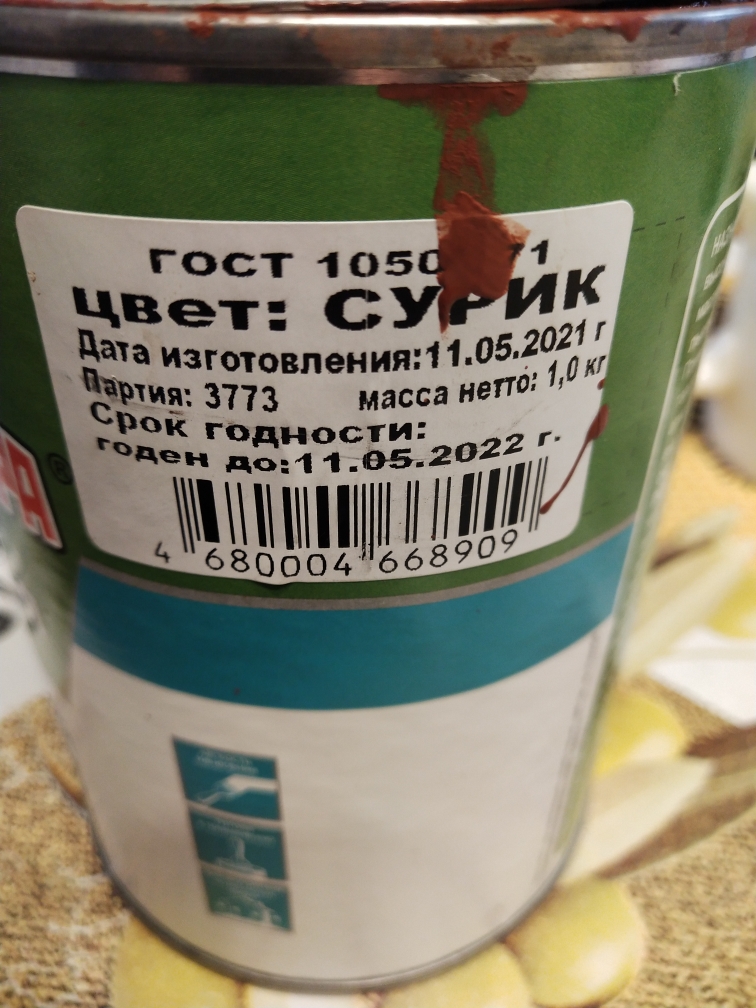 ГОСТ
цвет: СУРИК
Дата изготовления:11.05.2021 г
Партия: 3773 масса нетто: 1,0 кг
Срок годности:
годен до:11.05.2022 г.
4 680004 668909